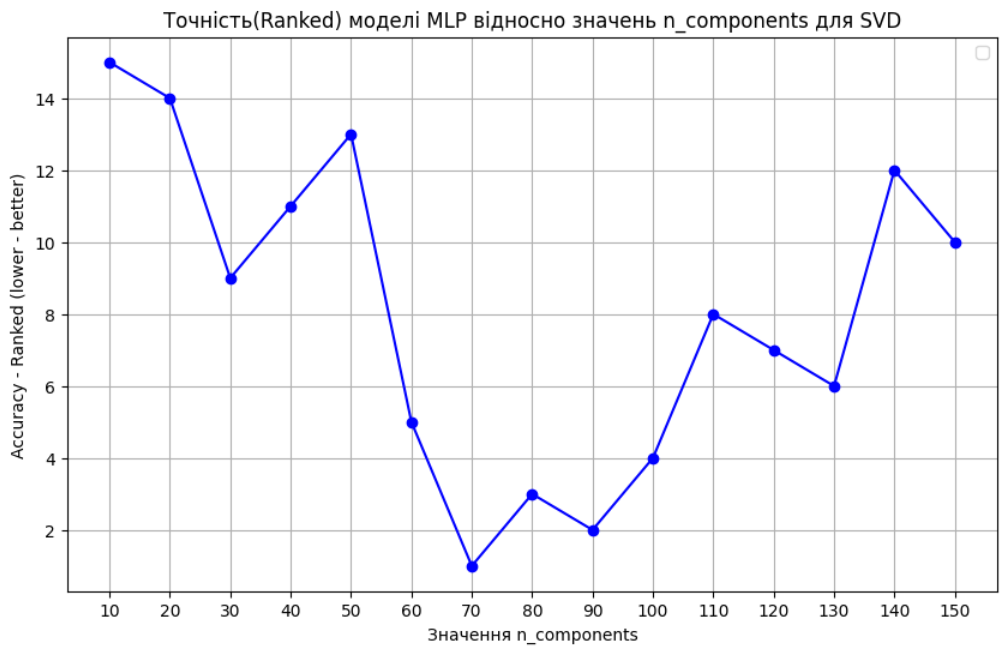 Точність(Ranked) моделі MLP відносно значень n_components для SVD
Accuracy - Ranked (lower - better)
14
12
10
8
6
4
2
10 20 30 40 50 60 70 80 90 100 110 120 130 140 150
Значення n_components